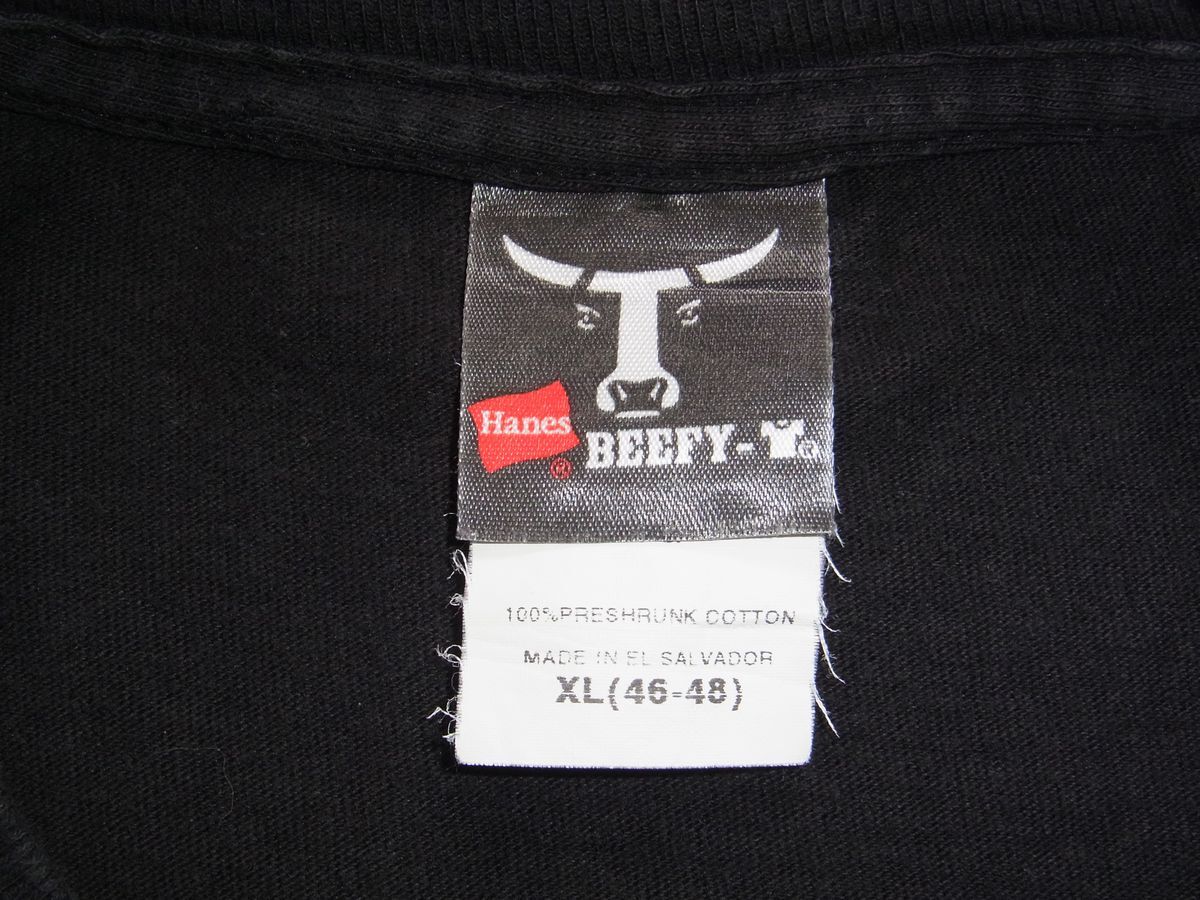 Hanes
®
BEEFY-
®
100% PRESHRUNK COTTON
MADE IN EL SALVADOR
XL(46-48)